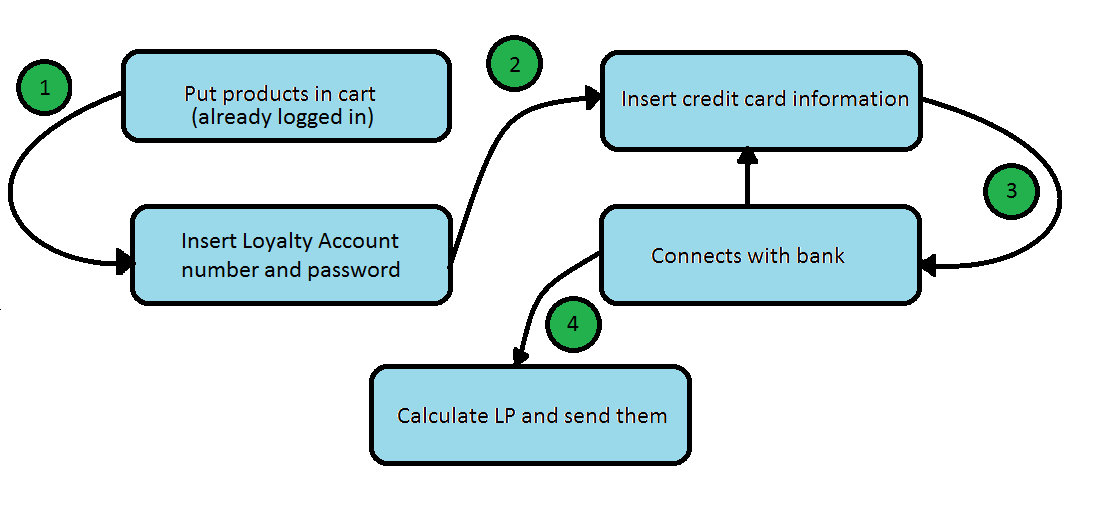 1
Put products in cart
(already logged in)
Insert Loyalty Account
number and password
2
Insert credit card information
3
Connects with bank
4
Calculate LP and send them